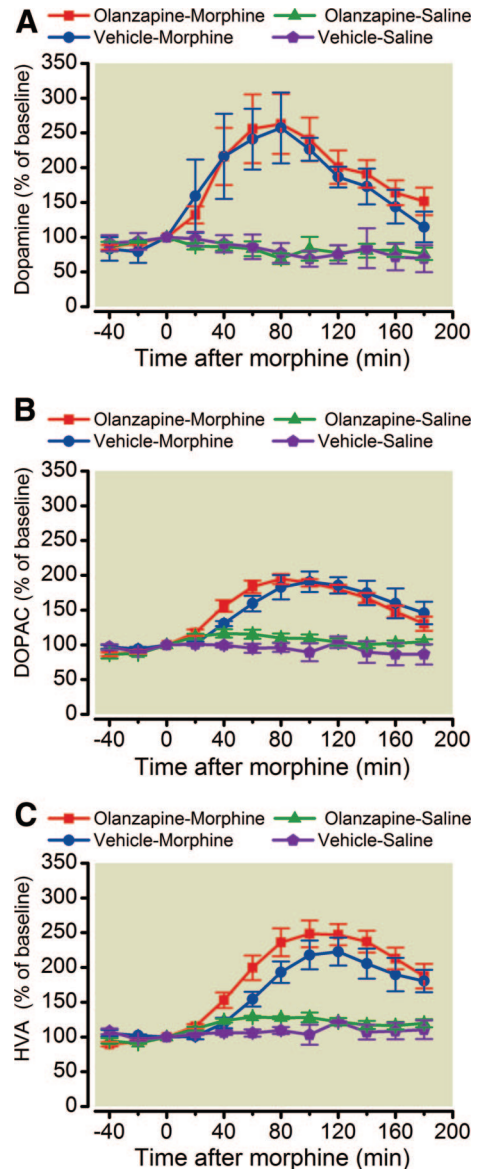 A
Olanzapine-Morphine Olanzapine-Saline
Vehicle-Morphine Vehicle-Saline
Dopamine (% of baseline)
350
300
250
200
150
100
50
0
-40 0 40 80 120 160 200
Time after morphine (min)
B
Olanzapine-Morphine Olanzapine-Saline
Vehicle-Morphine Vehicle-Saline
DOPAC (% of baseline)
350
300
250
200
150
100
50
0
-40 0 40 80 120 160 200
Time after morphine (min)
C
Olanzapine-Morphine Olanzapine-Saline
Vehicle-Morphine Vehicle-Saline
HVA (% of baseline)
350
300
250
200
150
100
50
0
-40 0 40 80 120 160 200
Time after morphine (min)